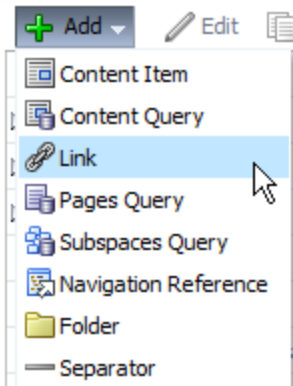 Add Edit
Content Item
Content Query
Link
Pages Query
Subspaces Query
Navigation Reference
Folder
Separator